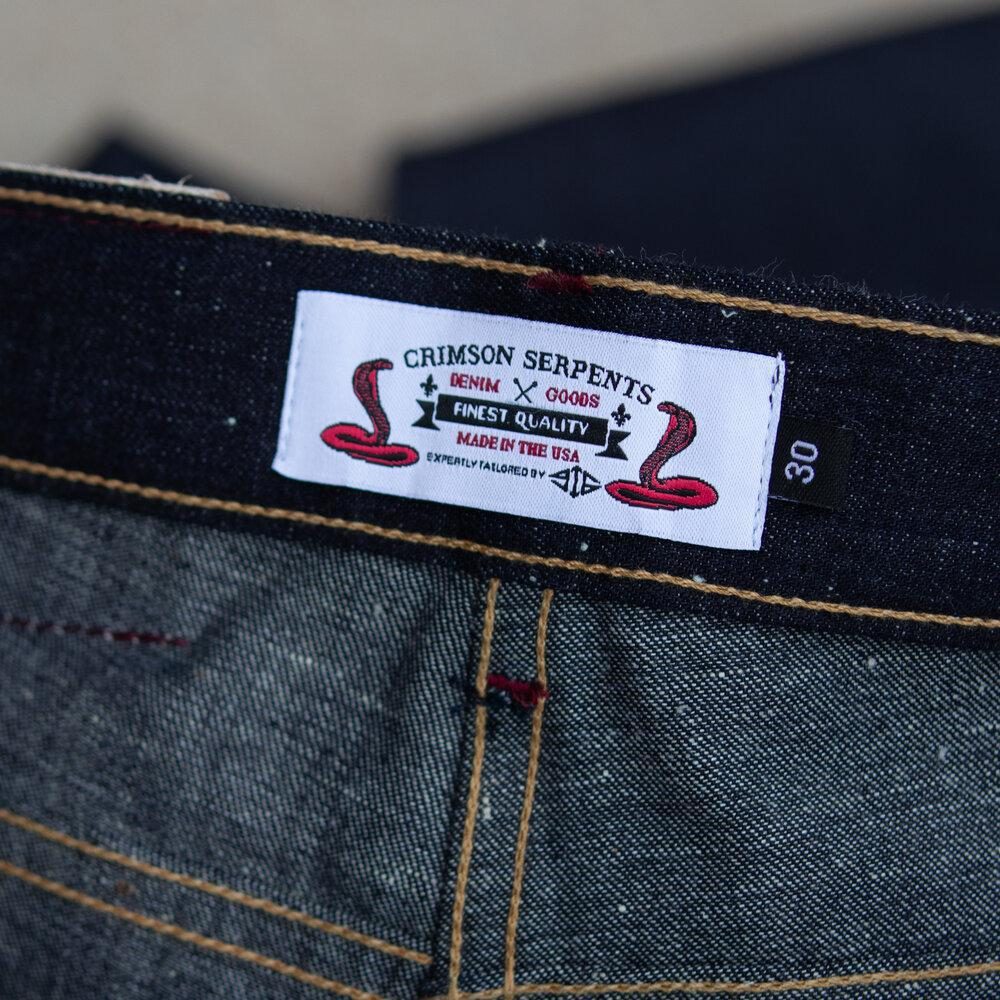 CRIMSON SERPENTS
DENIM GOODS
FINEST QUALITY
MADE IN THE USA
EXPERTLY TAILORED BY
30